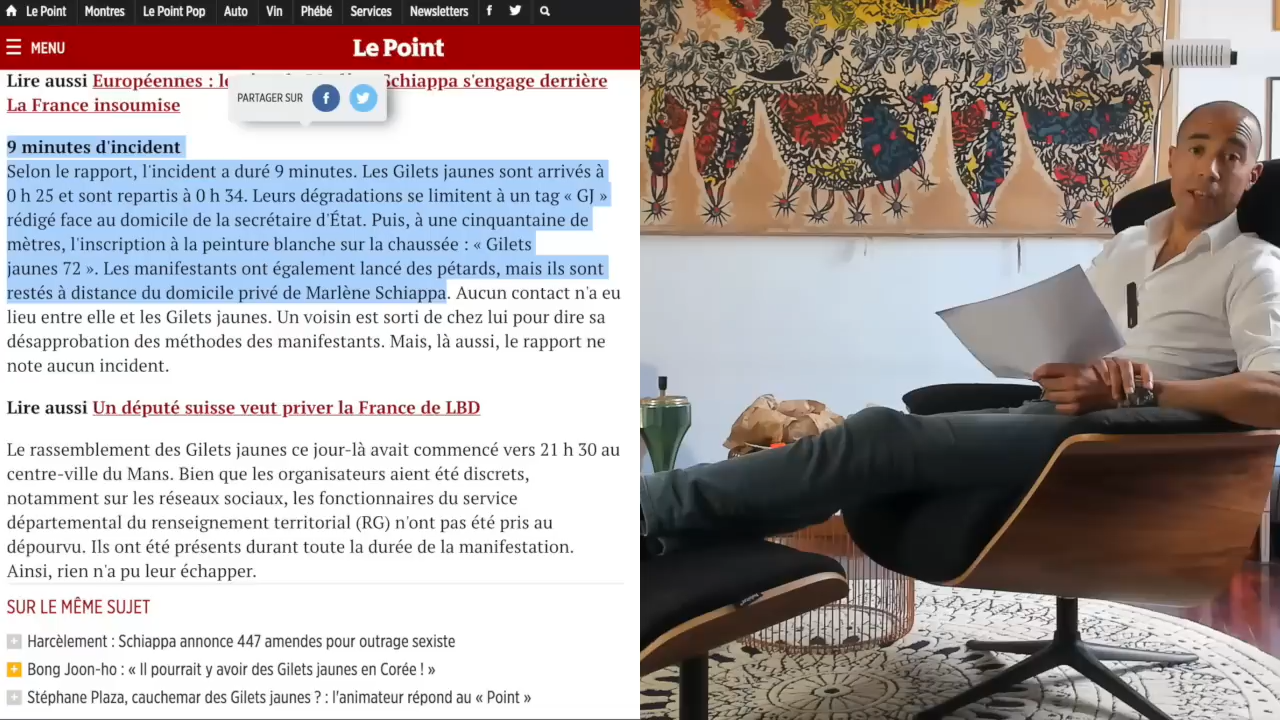 Le Point Montres Le Point Pop Auto Vin Phébé Services Newsletters f
MENU Le Point
Lire aussi Européennes : le Schiappa s'engage derrière
La France insoumise
PARTAGER SUR f
9 minutes d'incident
Selon le rapport, l'incident a duré 9 minutes. Les Gilets jaunes sont arrivés à
0 h 25 et sont repartis à 0 h 34. Leurs dégradations se limitent à un tag « GJ »
rédigé face au domicile de la secrétaire d'État. Puis, à une cinquantaine de
mètres, l'inscription à la peinture blanche sur la chaussée : « Gilets
jaunes 72 ». Les manifestants ont également lancé des pétards, mais ils sont
restés à distance du domicile privé de Marlène Schiappa. Aucun contact n'a eu
lieu entre elle et les Gilets jaunes. Un voisin est sorti de chez lui pour dire sa
désapprobation des méthodes des manifestants. Mais, là aussi, le rapport ne
note aucun incident.
Lire aussi Un député suisse veut priver la France de LBD
Le rassemblement des Gilets jaunes ce jour-là avait commencé vers 21 h 30 au
centre-ville du Mans. Bien que les organisateurs aient été discrets,
notamment sur les réseaux sociaux, les fonctionnaires du service
départemental du renseignement territorial (RG) n'ont pas été pris au
dépourvu. Ils ont été présents durant toute la durée de la manifestation.
Ainsi, rien n'a pu leur échapper.
SUR LE MÊME SUJET
Harcèlement : Schiappa annonce 447 amendes pour outrage sexiste
Bong Joon-ho : « Il pourrait y avoir des Gilets jaunes en Corée ! »
Stéphane Plaza, cauchemar des Gilets jaunes ? : l'animateur répond au « Point »